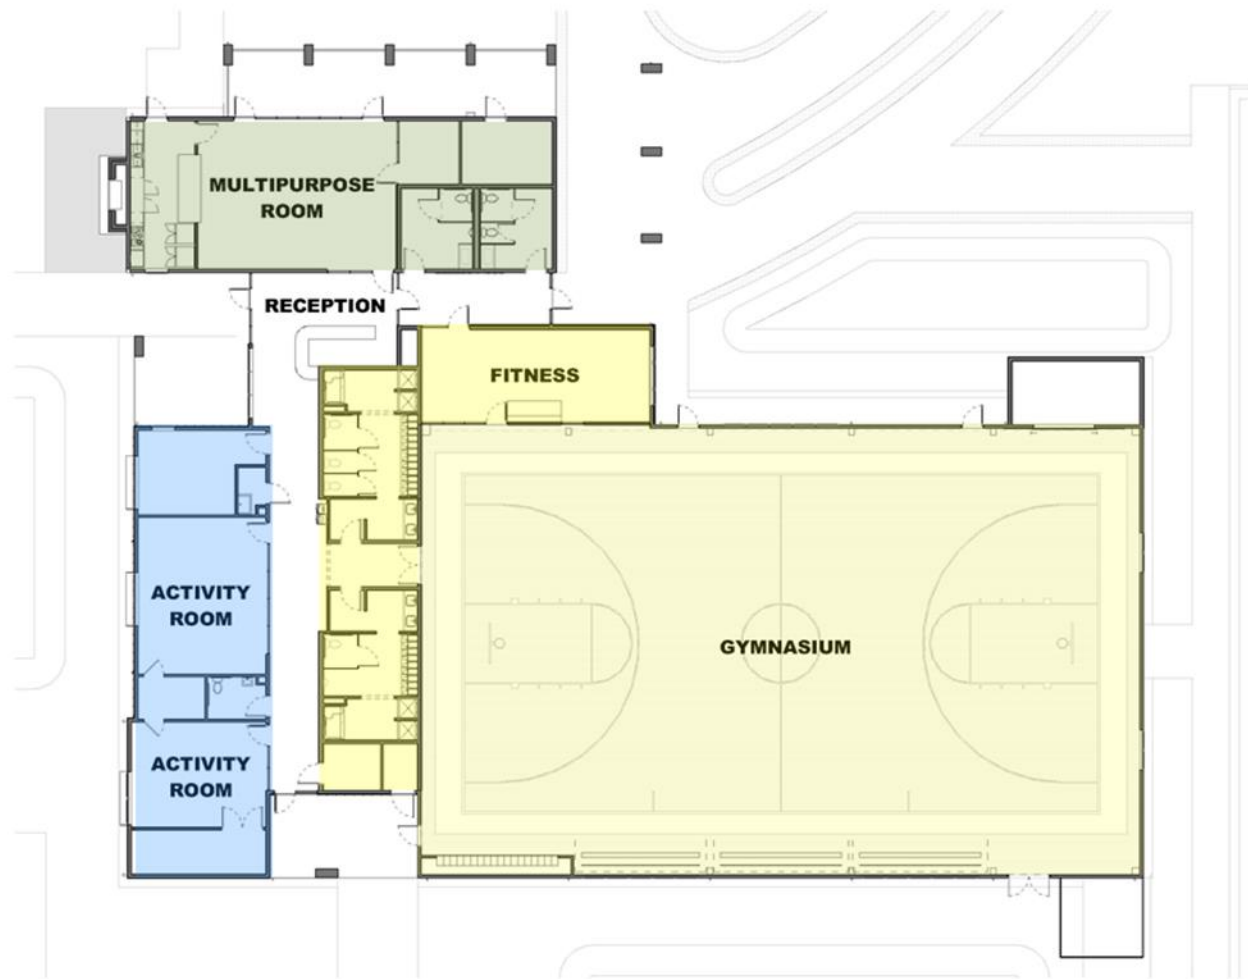 MULTIPURPOSE
ROOM
RECEPTION
FITNESS
ACTIVITY
ROOM
GYMNASIUM
ACTIVITY
ROOM